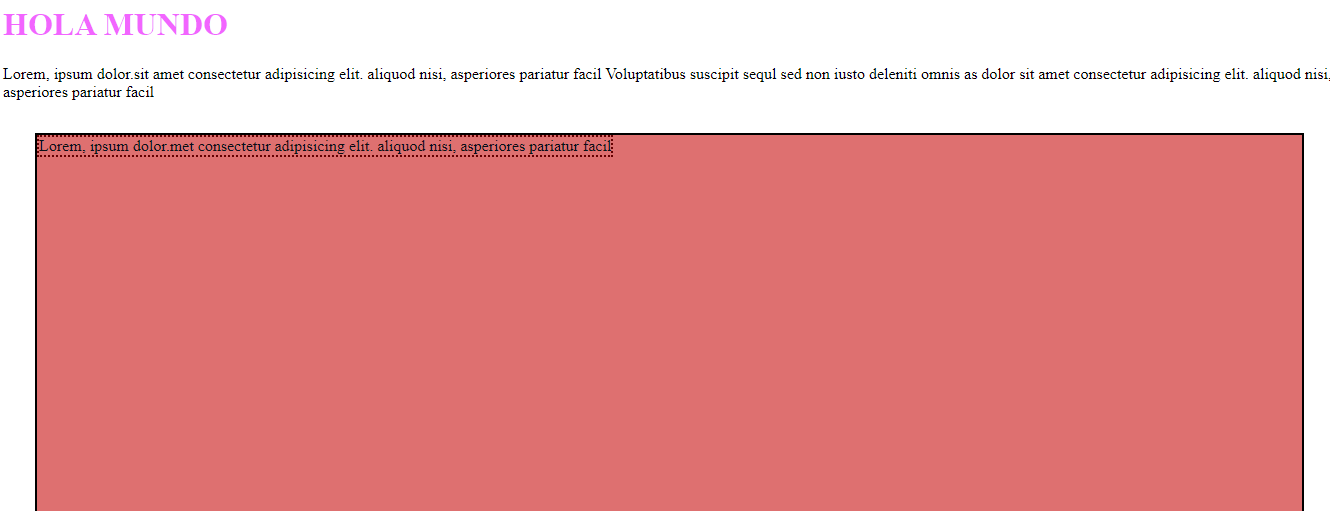 HOLA MUNDO
Lorem, ipsum dolor.sit amet consectetur adipisicing elit. aliquod nisi, asperiores pariatur facil Voluptatibus suscipit sequl sed non iusto deleniti omnis as dolor sit amet consectetur adipisicing elit. aliquod nisi,
asperiores pariatur facil
Lorem, ipsum dolor.met consectetur adipisicing elit. aliquod nisi, asperiores pariatur facil